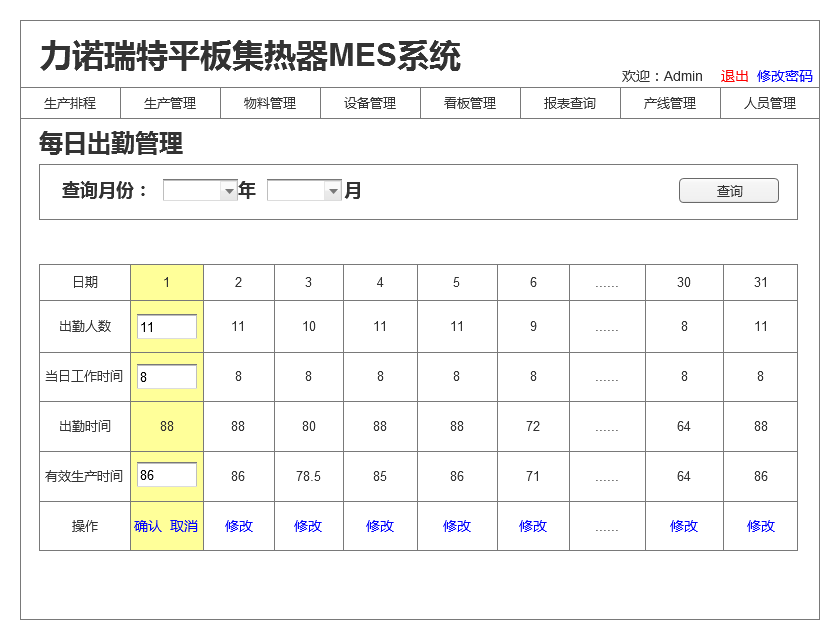 力诺瑞特平板集热器MES系统
欢迎：Admin 退出 修改密码
生产排程 生产管理 物料管理 设备管理 看板管理 报表查询 产线管理 人员管理
每日出勤管理
查询月份： 年 月 查询
日期 1 2 3 4 5 6 …… 30 31
出勤人数 11 11 10 11 11 9 …… 8 11
当日工作时间 8 8 8 8 8 8 …… 8 8
出勤时间 88 88 80 88 88 72 …… 64 88
有效生产时间 86 86 78.5 85 86 71 …… 64 86
操作 确认 取消 修改 修改 修改 修改 修改 …… 修改 修改